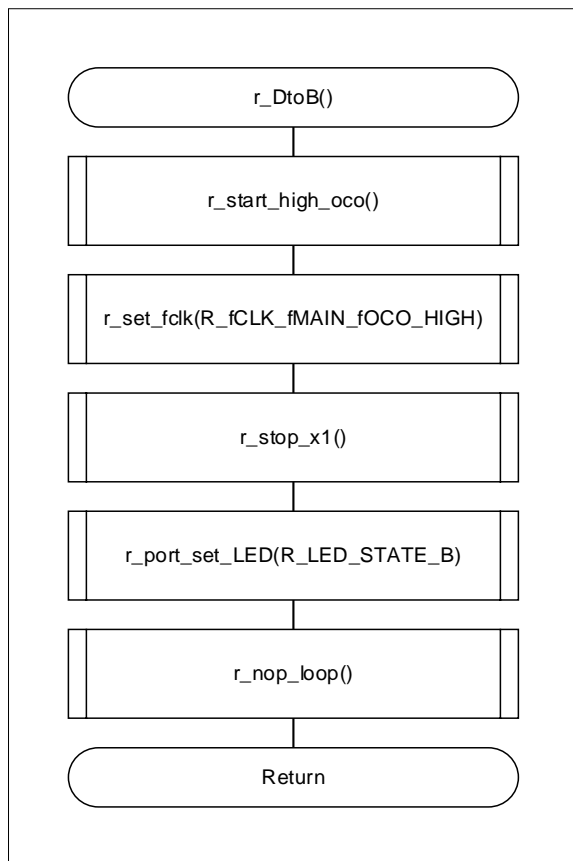 r_DtoB()
r_start_high_oco()
r_set_fclk(R_fCLK_fMAIN_fOCO_HIGH)
r_stop_x1()
r_port_set_LED(R_LED_STATE_B)
r_nop_loop()
Return